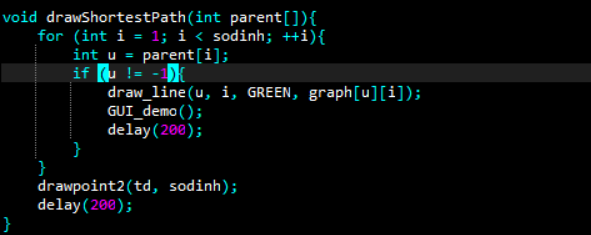 void drawShortestPath(int parent[]){
    for (int i = 1; i < sodinh; ++i){
        int u = parent[i];
        if (u != -1){
            draw_line(u, i, GREEN, graph[u][i]);
            GUI_demo();
            delay(200);
        }
    }
    drawpoint2(td, sodinh);
    delay(200);
}